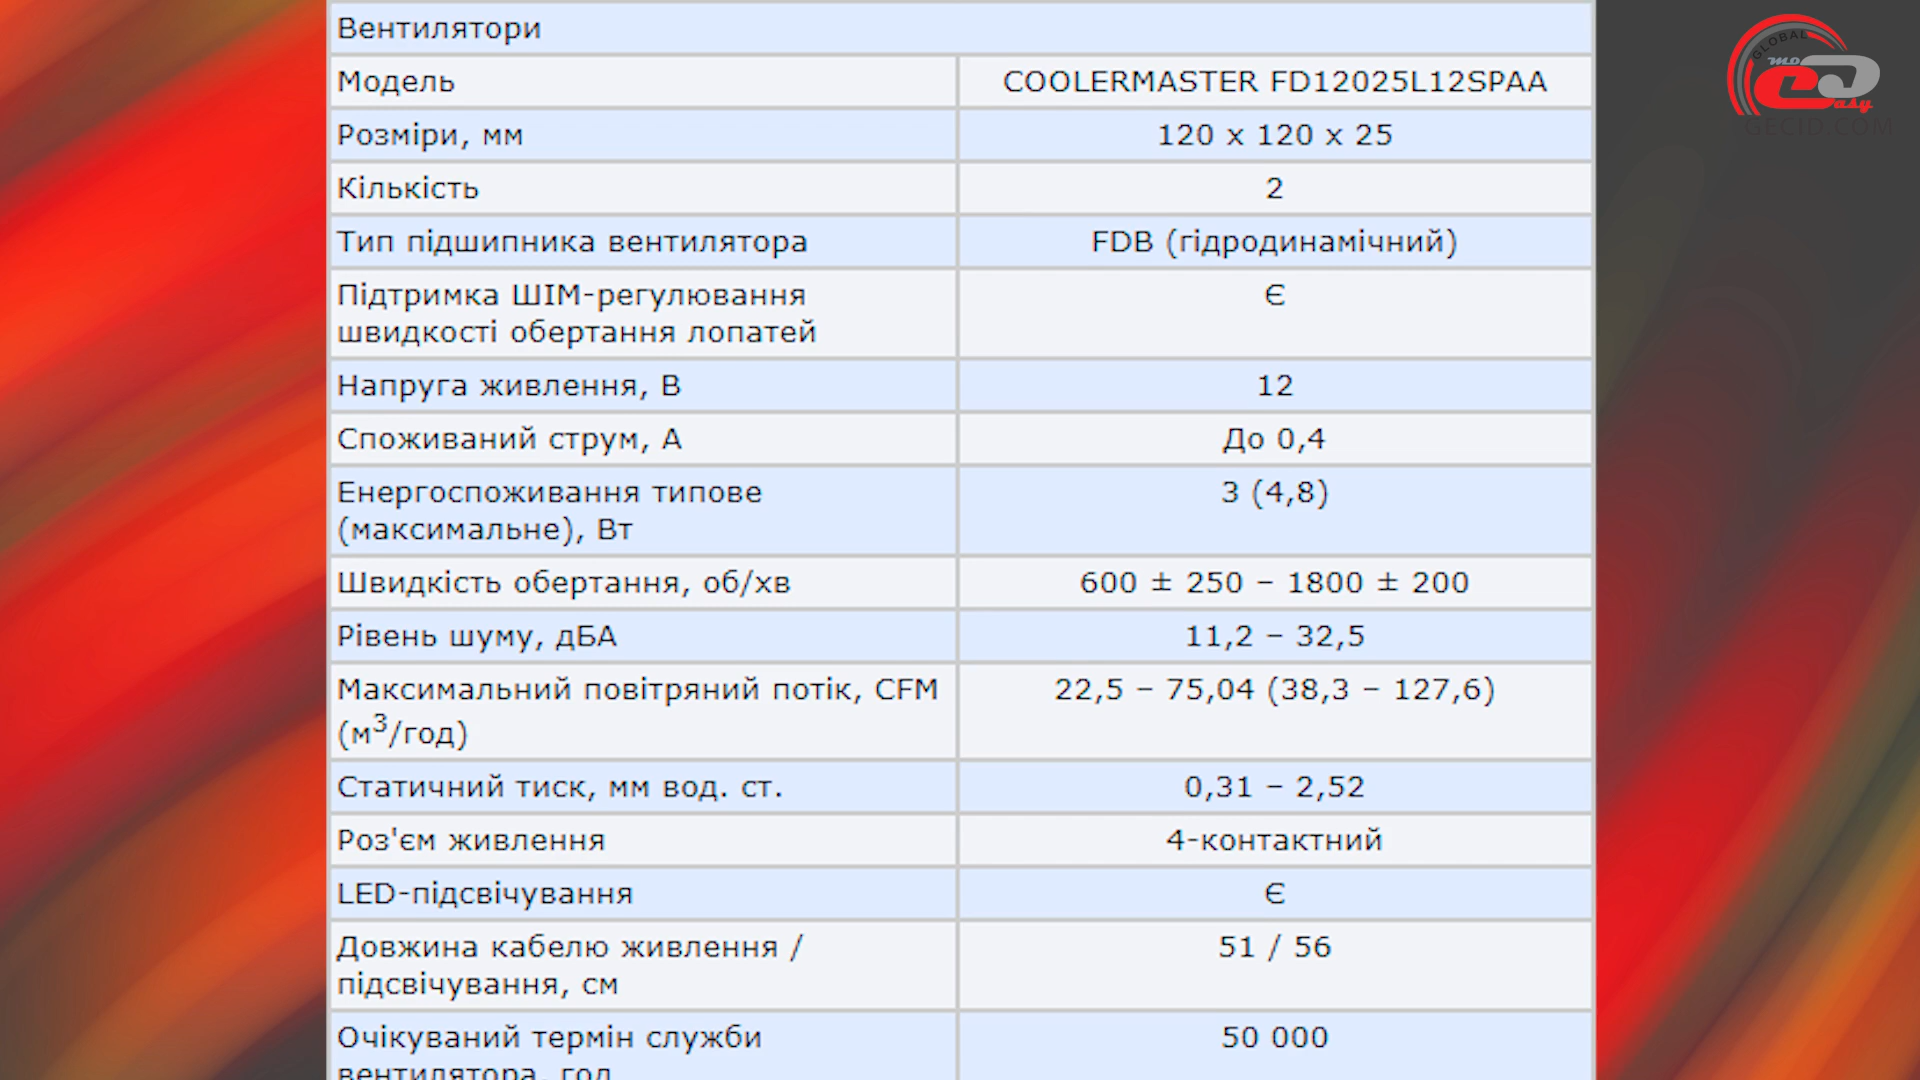 Вентилятори
Модель COOLERMASTER FD12025L12SPAA
Розміри, мм 120 x 120 x 25
Кількість 2
Тип підшипника вентилятора FDB (гідродинамічний)
Підтримка ШІМ-регулювання Є
швидкості обертання лопатей
Напруга живлення, В 12
Споживаний струм, А До 0,4
Енергоспоживання типове 3 (4,8)
(максимальне), Вт
Швидкість обертання, об/хв 600 ± 250 – 1800 ± 200
Рівень шуму, дБА 11,2 – 32,5
Максимальний повітряний потік, CFM 22,5 – 75,04 (38,3 – 127,6)
(м³/год)
Статичний тиск, мм вод. ст. 0,31 – 2,52
Роз'єм живлення 4-контактний
LED-підсвічування Є
Довжина кабелю живлення / 51 / 56
підсвічування, см
Очікуваний термін служби 50 000
вентилятора, год
GLOBAL
MO
asy
GECID.COM